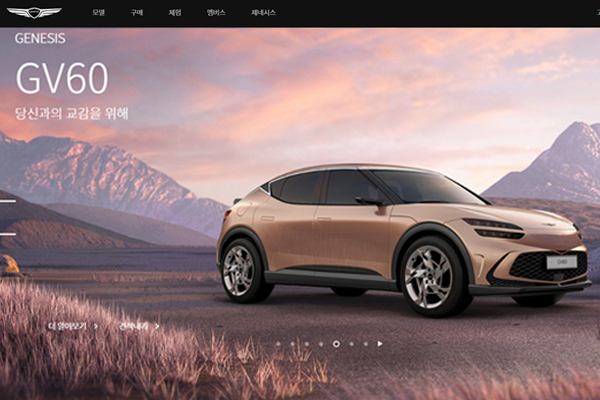 모델 구매 체험 멤버스 제네시스
GENESIS
GV60
당신과의 교감을 위해
더 알아보기 견적내기